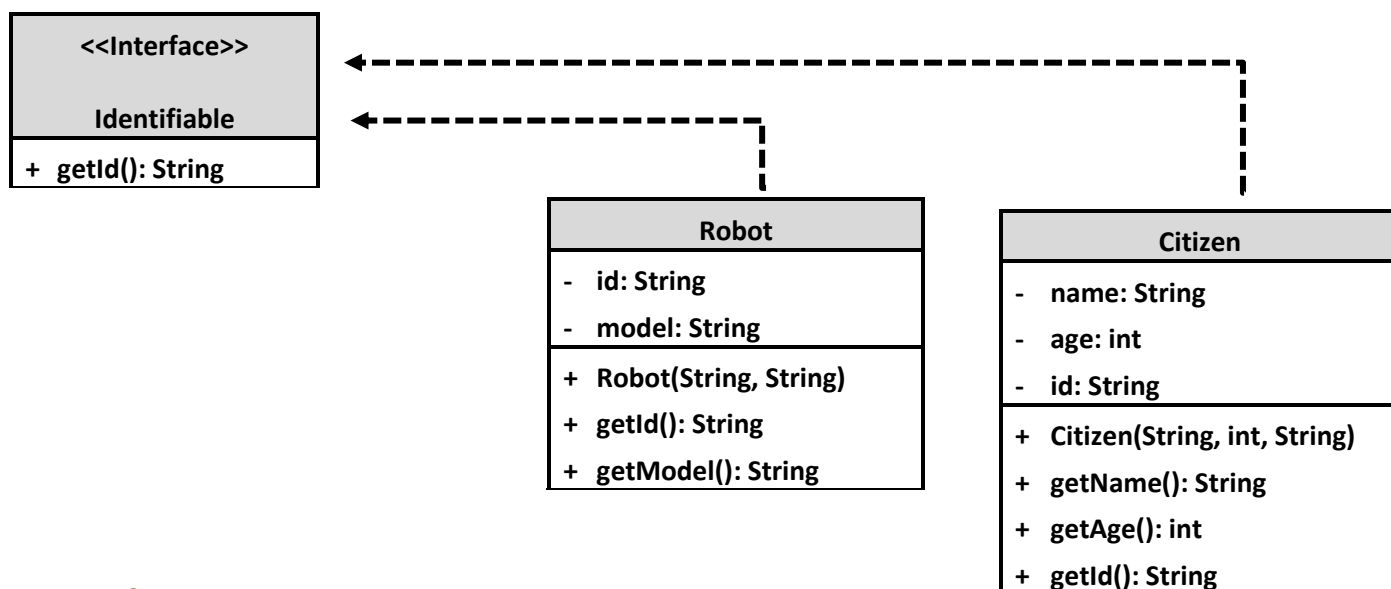 <<Interface>>
Identifiable
+ getId(): String
Robot
- id: String
- model: String
+ Robot(String, String)
+ getId(): String
+ getModel(): String
Citizen
- name: String
- age: int
- id: String
+ Citizen(String, int, String)
+ getName(): String
+ getAge(): int
+ getId(): String